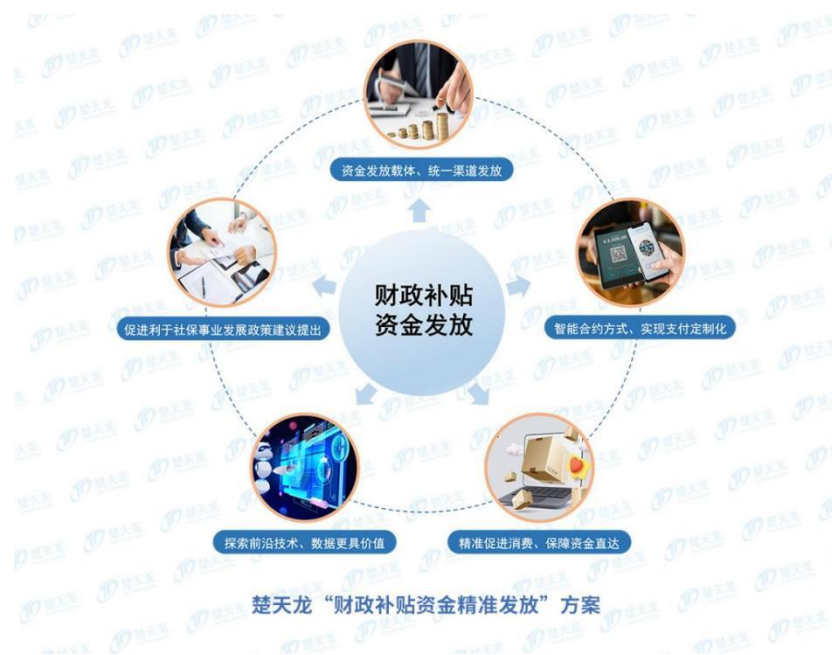 资金发放载体、统一渠道发放
促进利于社保事业发展政策建议提出
财政补贴
资金发放
智能合约方式、实现支付定制化
探索前沿技术、数据更具价值
精准促进消费、保障资金直达
楚天龙“财政补贴资金精准发放”方案
楚天龙